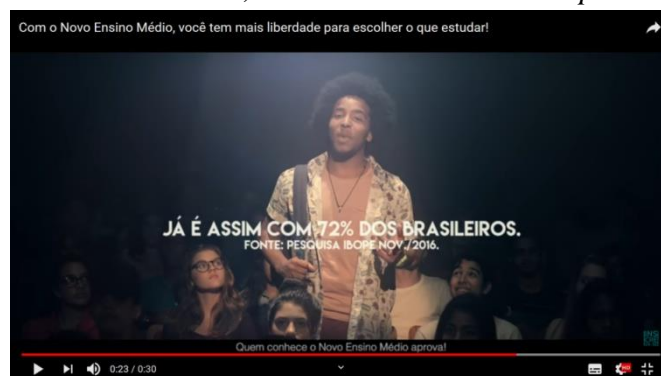 Com o Novo Ensino Médio, você tem mais liberdade para escolher o que estudar!
JÁ É ASSIM COM 72% DOS BRASILEIROS.
FONTE: PESQUISA IBOPE NOV./2016.
Quem conhece o Novo Ensino Médio aprova!
0:23 / 0:30
HD